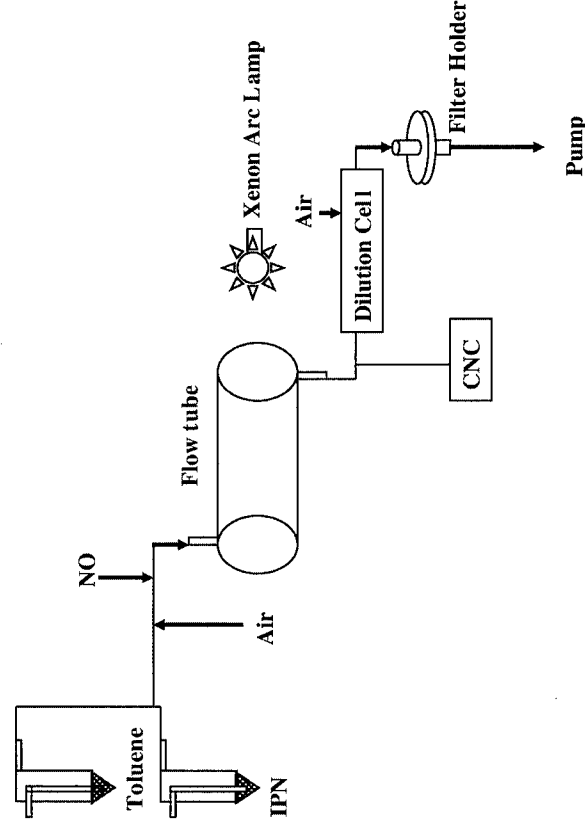 Toluene
IPN
NO
Air
Flow tube
Xenon Arc Lamp
CNC
Air
Dilution Cell
Filter Holder
Pump